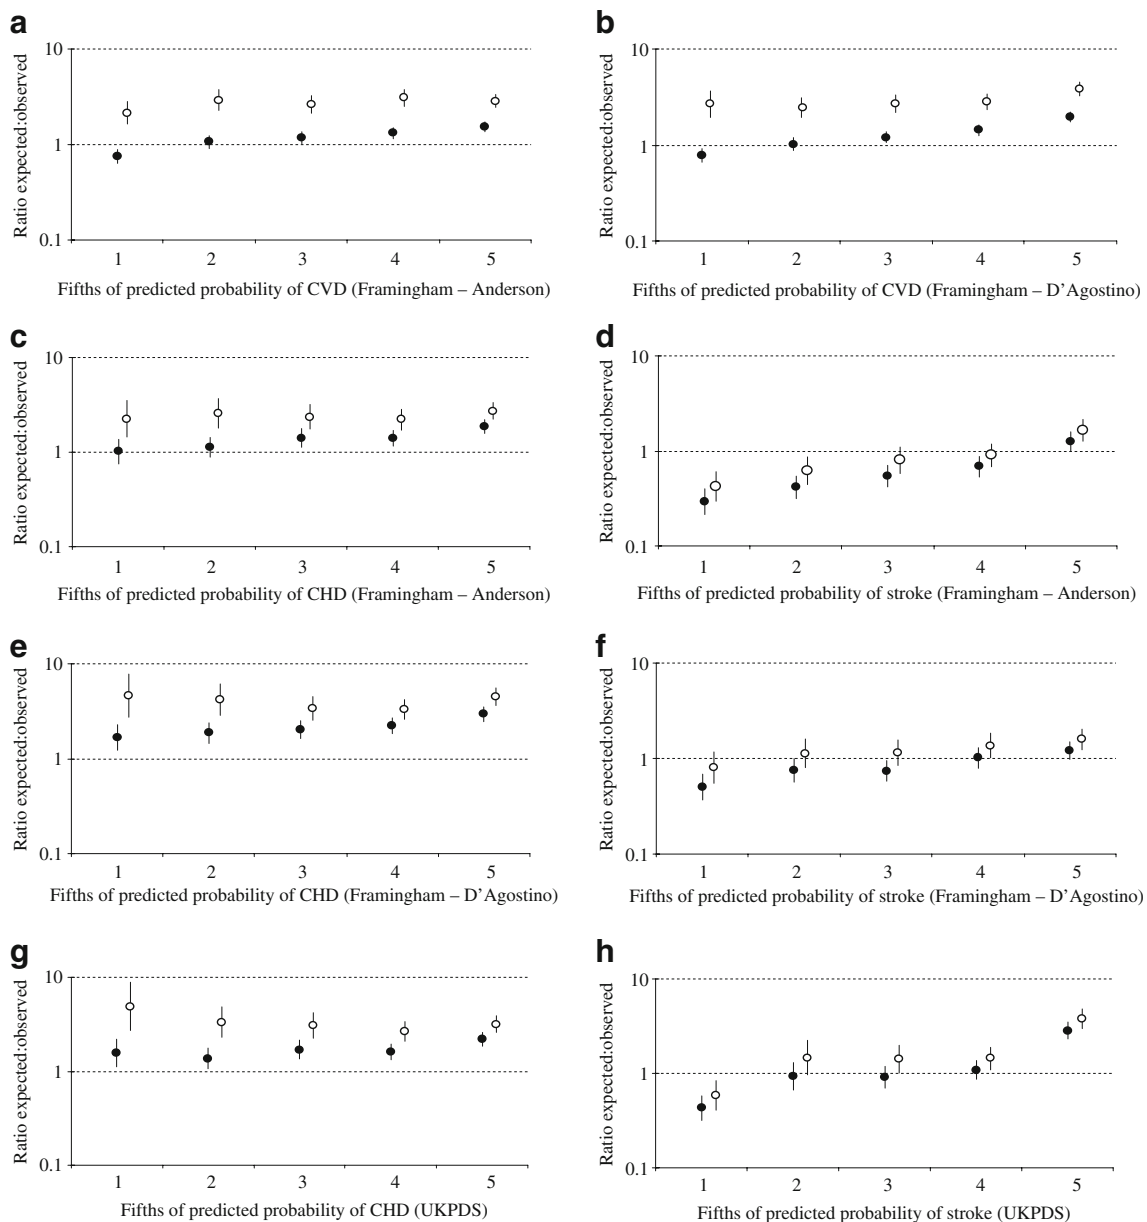 a
10
1
0.1
Ratio expected:observed
1 2 3 4 5
Fifths of predicted probability of CVD (Framingham – Anderson)
b
10
1
0.1
Ratio expected:observed
1 2 3 4 5
Fifths of predicted probability of CVD (Framingham – D’Agostino)
c
10
1
0.1
Ratio expected:observed
1 2 3 4 5
Fifths of predicted probability of CHD (Framingham – Anderson)
d
10
1
0.1
Ratio expected:observed
1 2 3 4 5
Fifths of predicted probability of stroke (Framingham – Anderson)
e
10
1
0.1
Ratio expected:observed
1 2 3 4 5
Fifths of predicted probability of CHD (Framingham – D’Agostino)
f
10
1
0.1
Ratio expected:observed
1 2 3 4 5
Fifths of predicted probability of stroke (Framingham – D’Agostino)
g
10
1
0.1
Ratio expected:observed
1 2 3 4 5
Fifths of predicted probability of CHD (UKPDS)
h
10
1
0.1
Ratio expected:observed
1 2 3 4 5
Fifths of predicted probability of stroke (UKPDS)